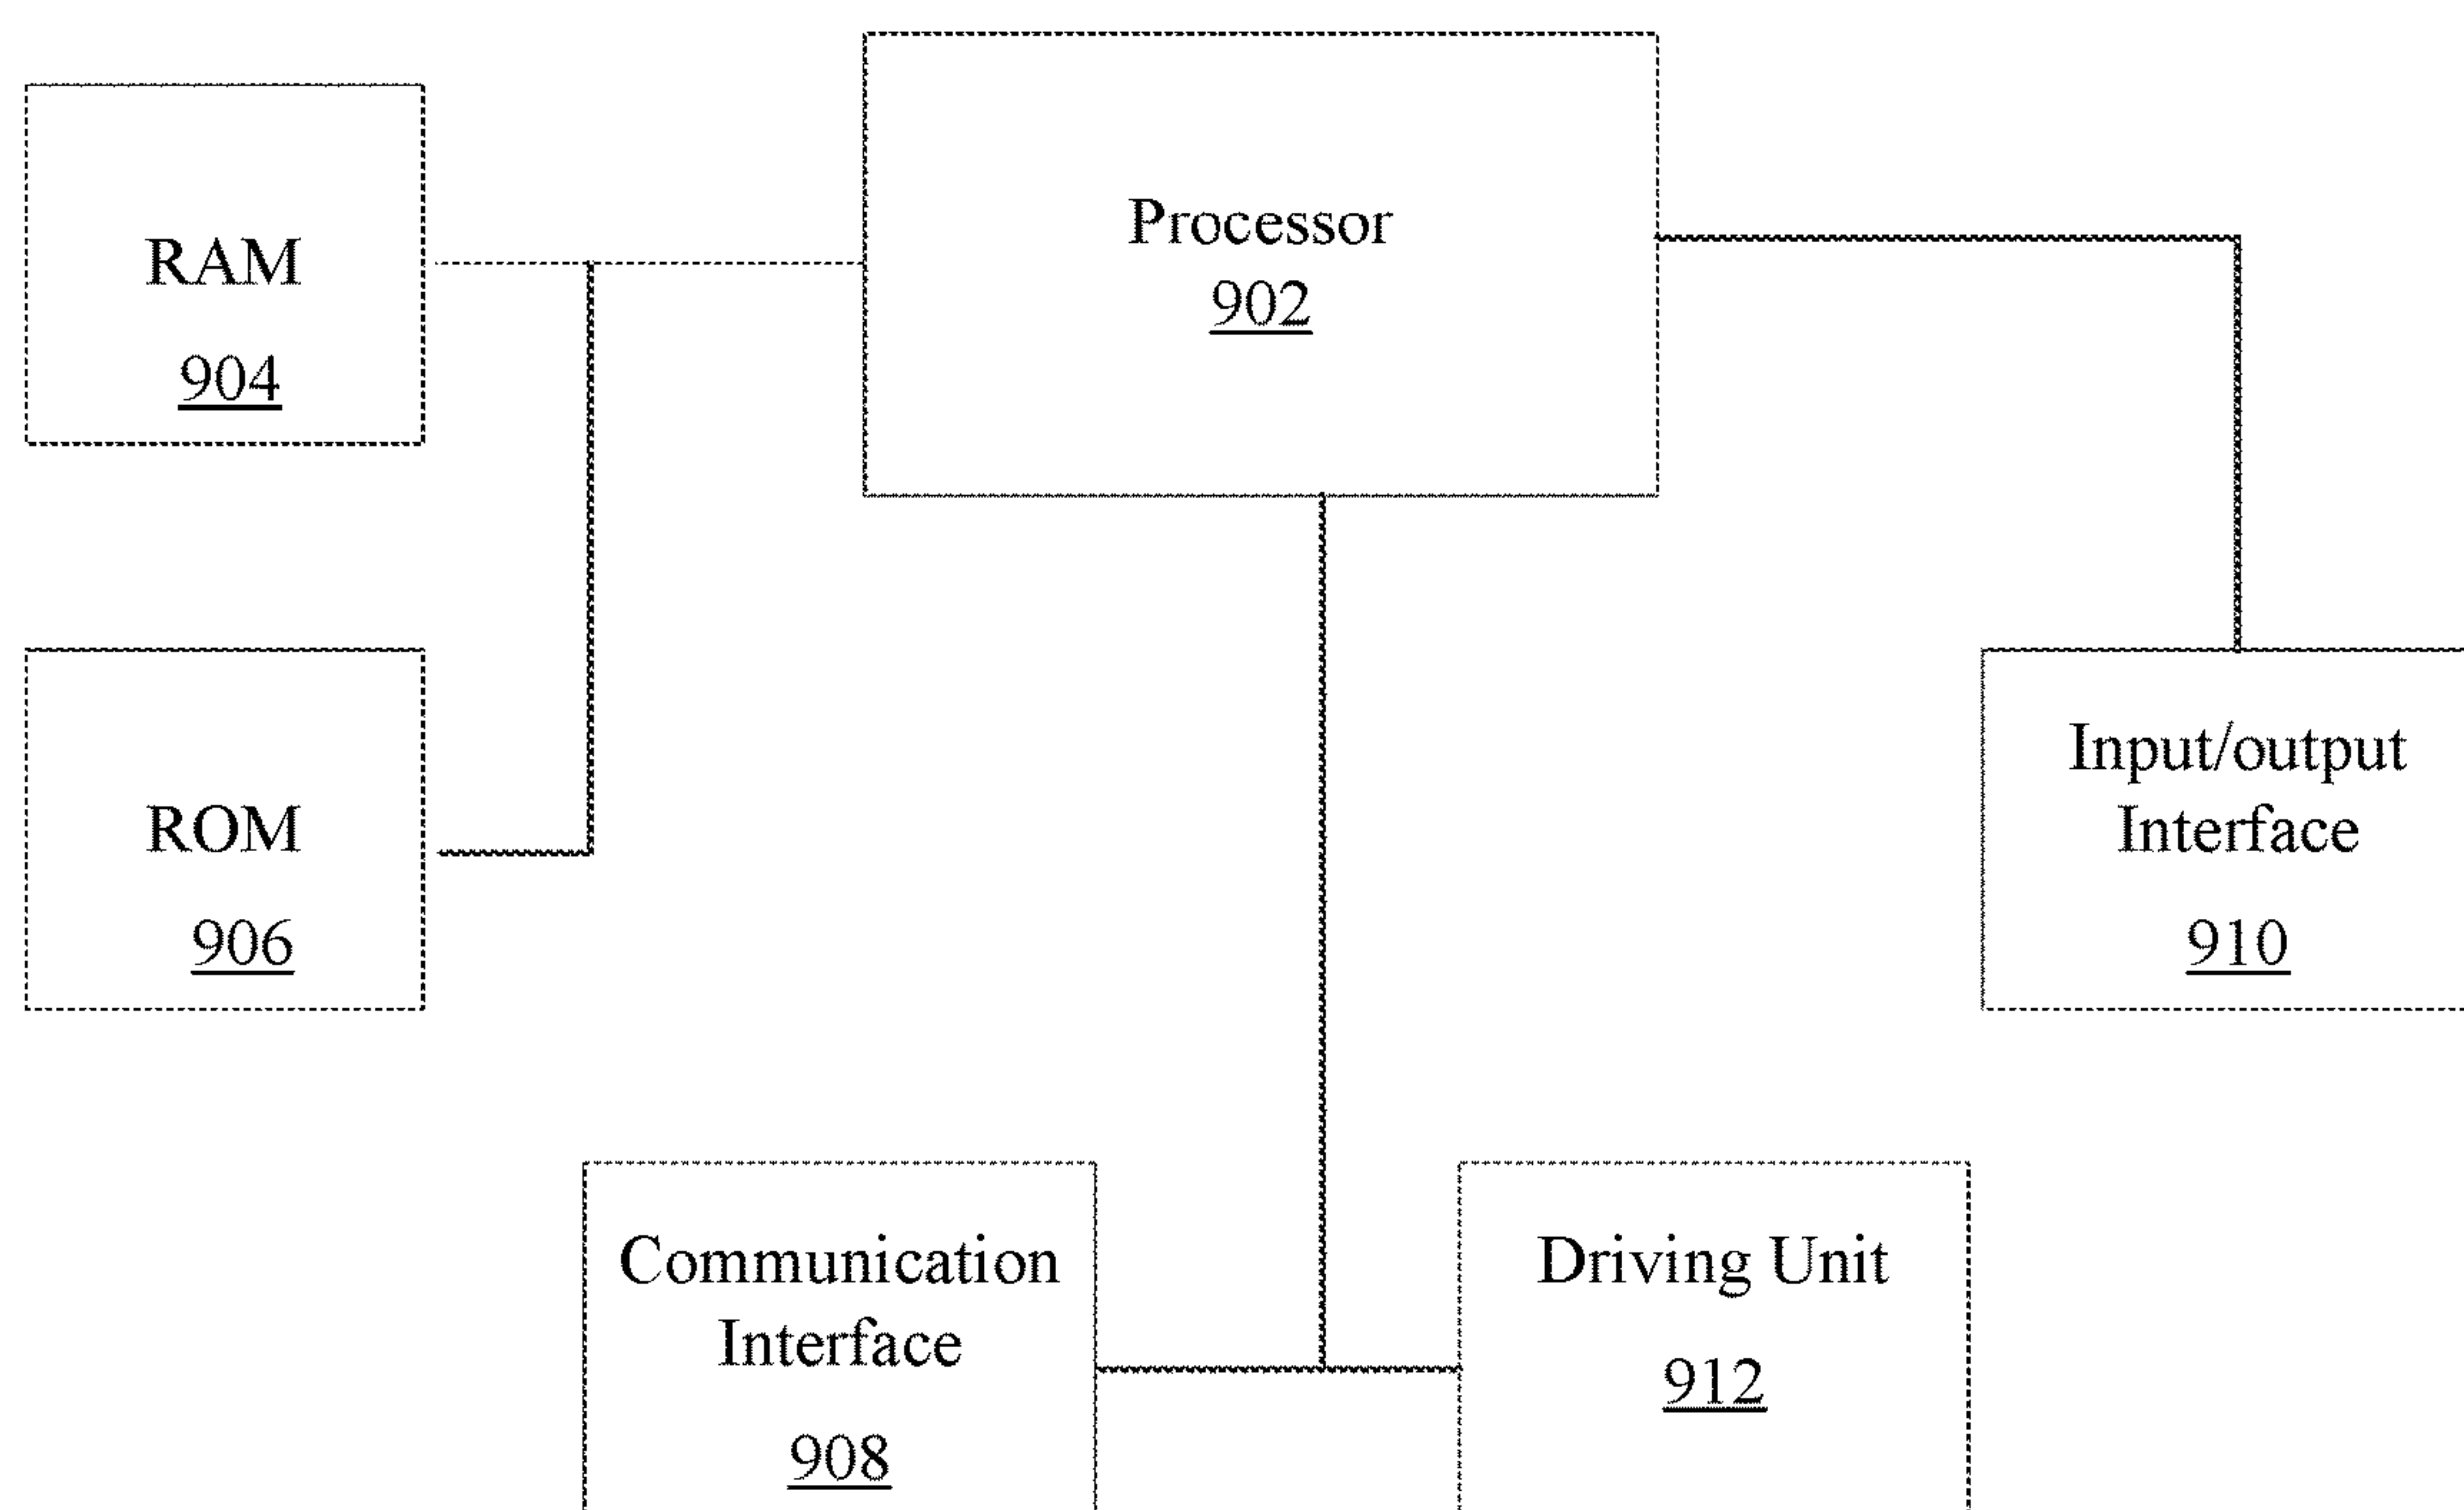 Processor
902
RAM
904
ROM
906
Input/output
Interface
910
Communication
Interface
908
Driving Unit
912